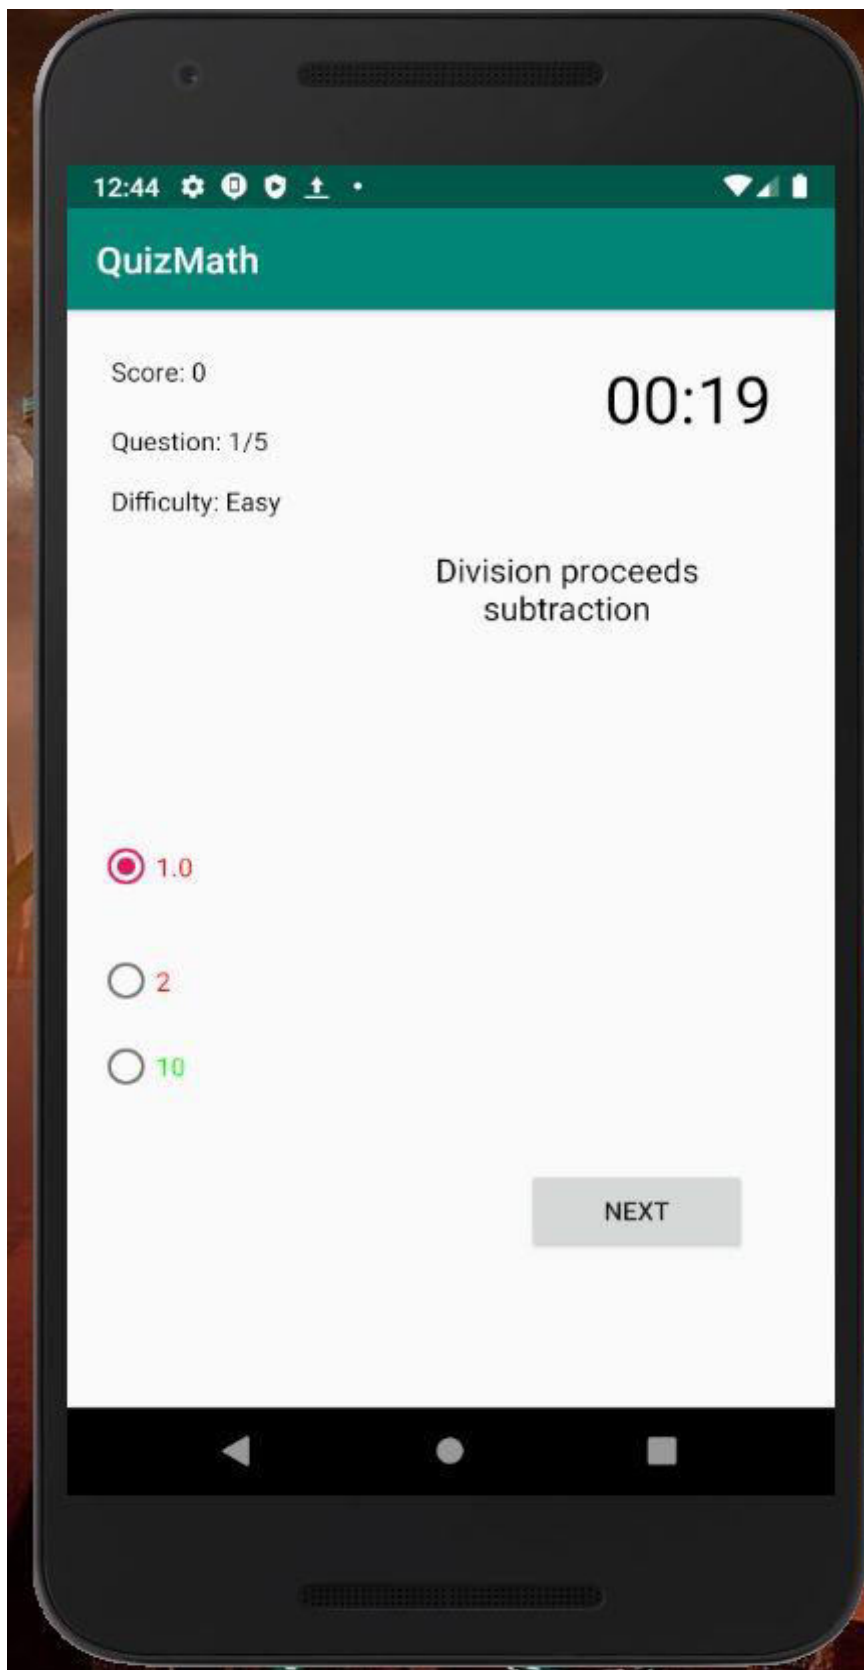 12:44
QuizMath
Score: 0
00:19
Question: 1/5
Difficulty: Easy
Division proceeds
subtraction
1.0
2
10
NEXT